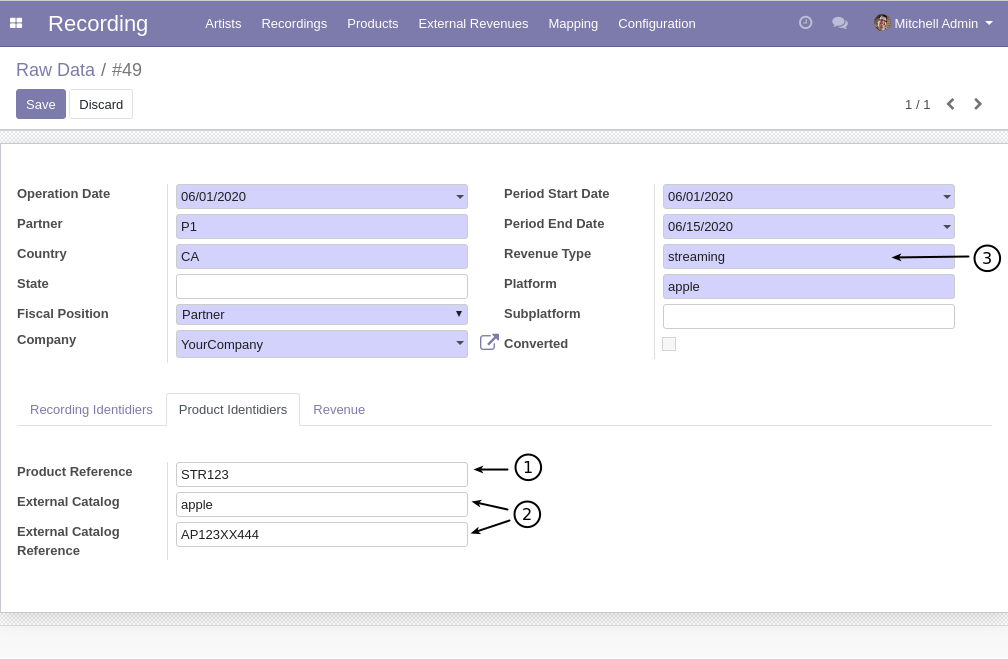 Recording Artists Recordings Products External Revenues Mapping Configuration Mitchell Admin
Raw Data / #49
Save Discard 1 / 1
Operation Date 06/01/2020 Period Start Date 06/01/2020
Partner P1 Period End Date 06/15/2020
Country CA Revenue Type streaming 3
State Platform apple
Fiscal Position Partner Subplatform
Company YourCompany Converted
Recording Identidiers Product Identidiers Revenue
Product Reference STR123 1
External Catalog apple 2
External Catalog AP123XX444
Reference